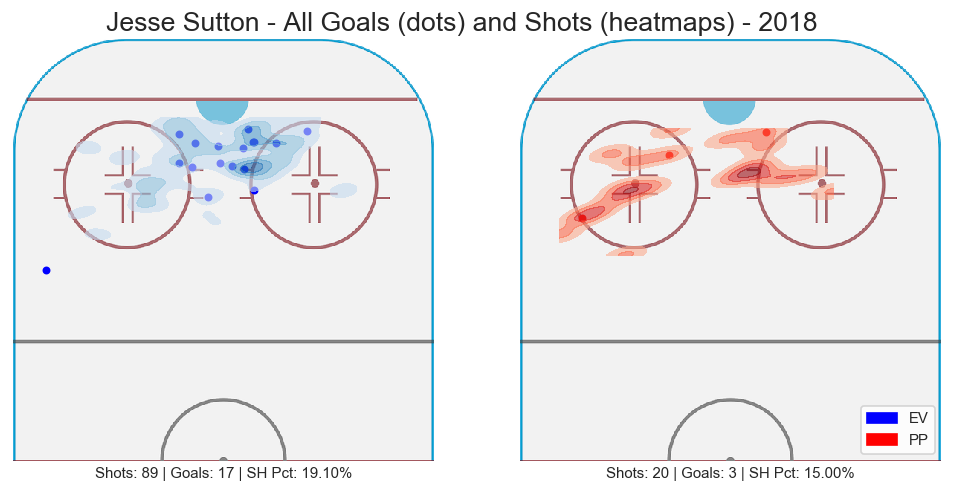 Jesse Sutton - All Goals (dots) and Shots (heatmaps) - 2018
EV
PP
Shots: 89 | Goals: 17 | SH Pct: 19.10%
Shots: 20 | Goals: 3 | SH Pct: 15.00%